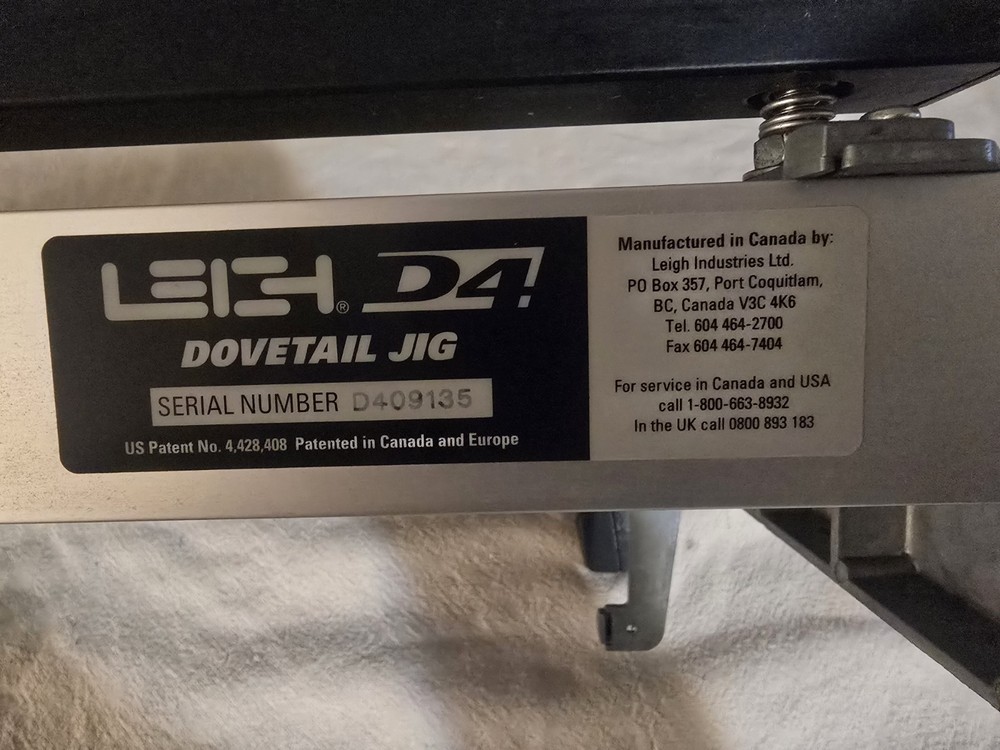 LEIGH® D4!
DOVETAIL JIG
SERIAL NUMBER D409135
US Patent No. 4,428,408 Patented in Canada and Europe
Manufactured in Canada by:
Leigh Industries Ltd.
PO Box 357, Port Coquitlam,
BC, Canada V3C 4K6
Tel. 604 464-2700
Fax 604 464-7404
For service in Canada and USA
call 1-800-663-8932
In the UK call 0800 893 183